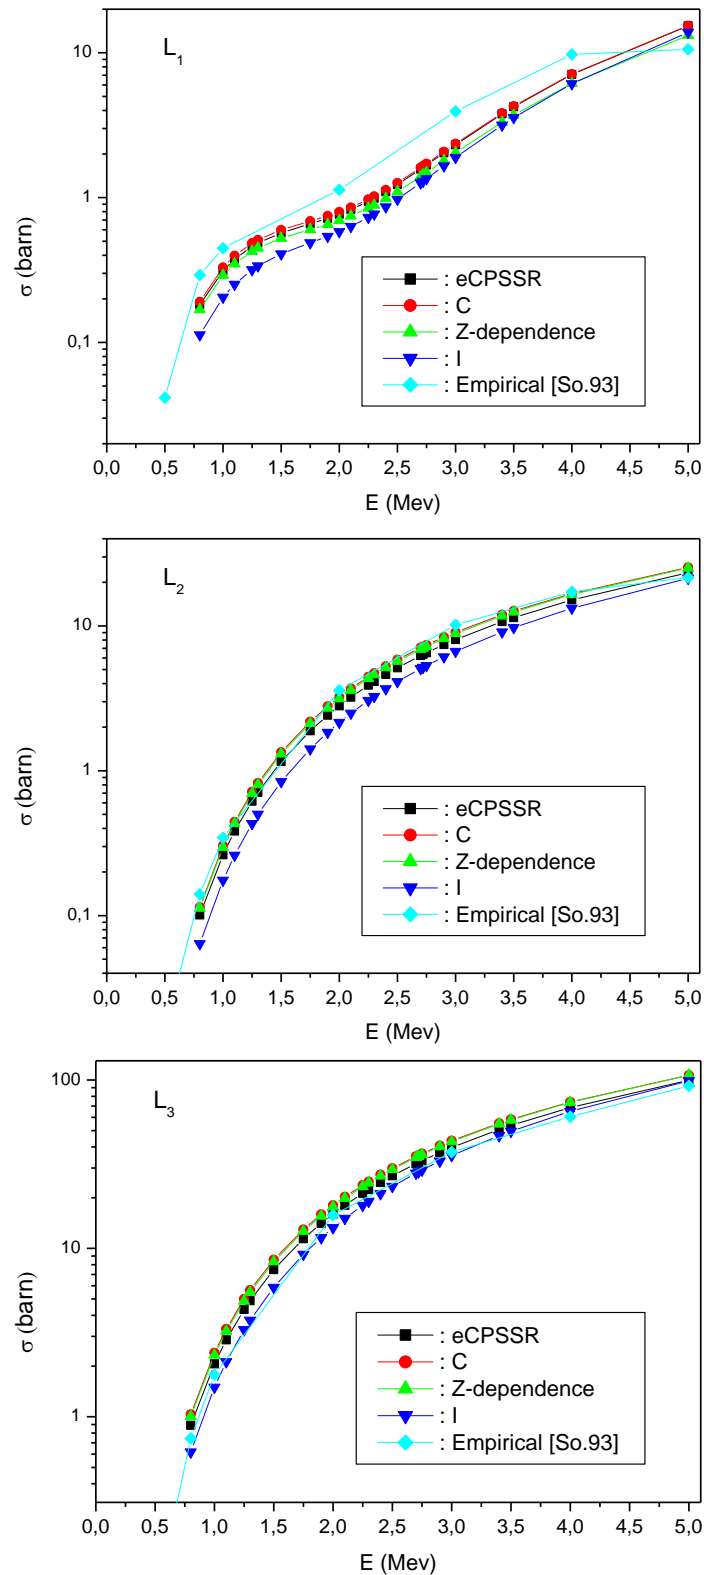 L1
10
1
0,1
σ (barn)
: eCPSSR
: C
: Z-dependence
: I
: Empirical [So.93]
0,0 0,5 1,0 1,5 2,0 2,5 3,0 3,5 4,0 4,5 5,0
E (Mev)
L2
10
1
0,1
σ (barn)
: eCPSSR
: C
: Z-dependence
: I
: Empirical [So.93]
0,0 0,5 1,0 1,5 2,0 2,5 3,0 3,5 4,0 4,5 5,0
E (Mev)
L3
100
10
1
σ (barn)
: eCPSSR
: C
: Z-dependence
: I
: Empirical [So.93]
0,0 0,5 1,0 1,5 2,0 2,5 3,0 3,5 4,0 4,5 5,0
E (Mev)